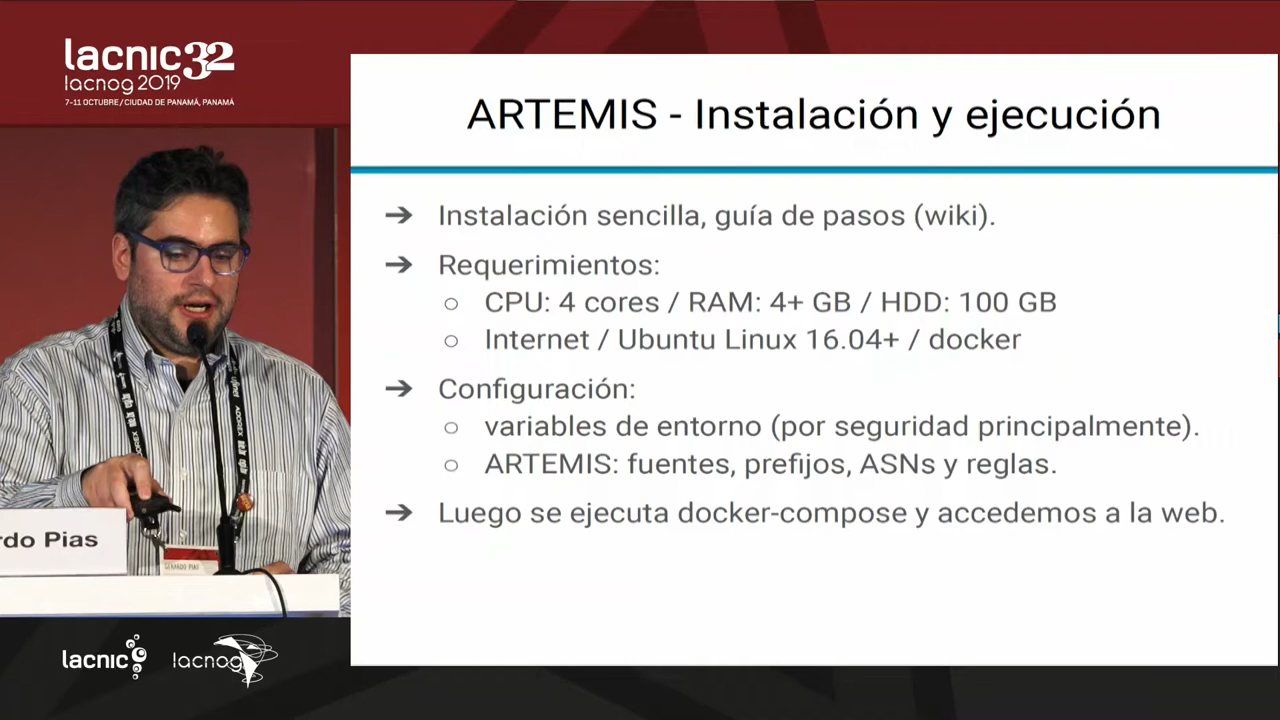 lacnic32
lacnog 2019
7-11 OCTUBRE / CIUDAD DE PANAMÁ, PANAMÁ
ARTEMIS - Instalación y ejecución
➔ Instalación sencilla, guía de pasos (wiki).
➔ Requerimientos:
○ CPU: 4 cores / RAM: 4+ GB / HDD: 100 GB
○ Internet / Ubuntu Linux 16.04+ / docker
➔ Configuración:
○ variables de entorno (por seguridad principalmente).
○ ARTEMIS: fuentes, prefijos, ASNs y reglas.
➔ Luego se ejecuta docker-compose y accedemos a la web.
rdo Pias
GERARDO PIAS
lacnic
lacnog